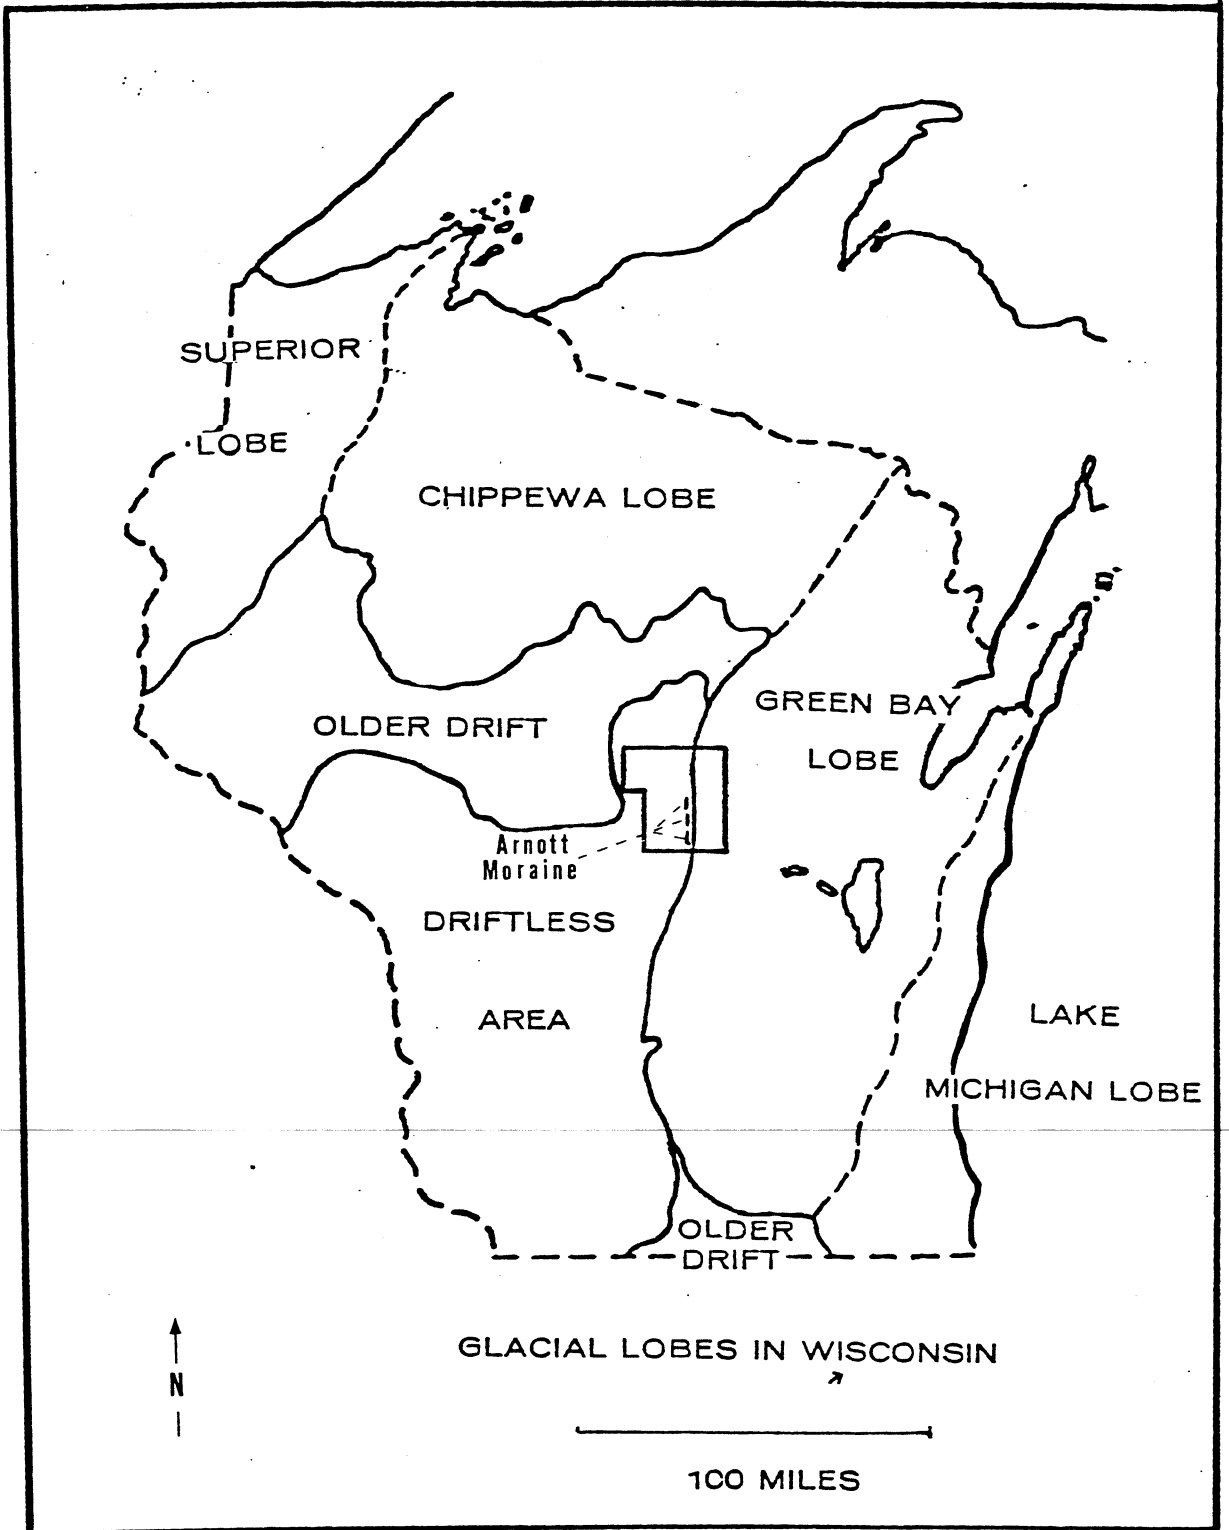 SUPERIOR
LOBE
CHIPPEWA LOBE
GREEN BAY
LOBE
OLDER DRIFT
Arnott
Moraine
DRIFTLESS
AREA
LAKE
MICHIGAN LOBE
OLDER
DRIFT
GLACIAL LOBES IN WISCONSIN
N
100 MILES